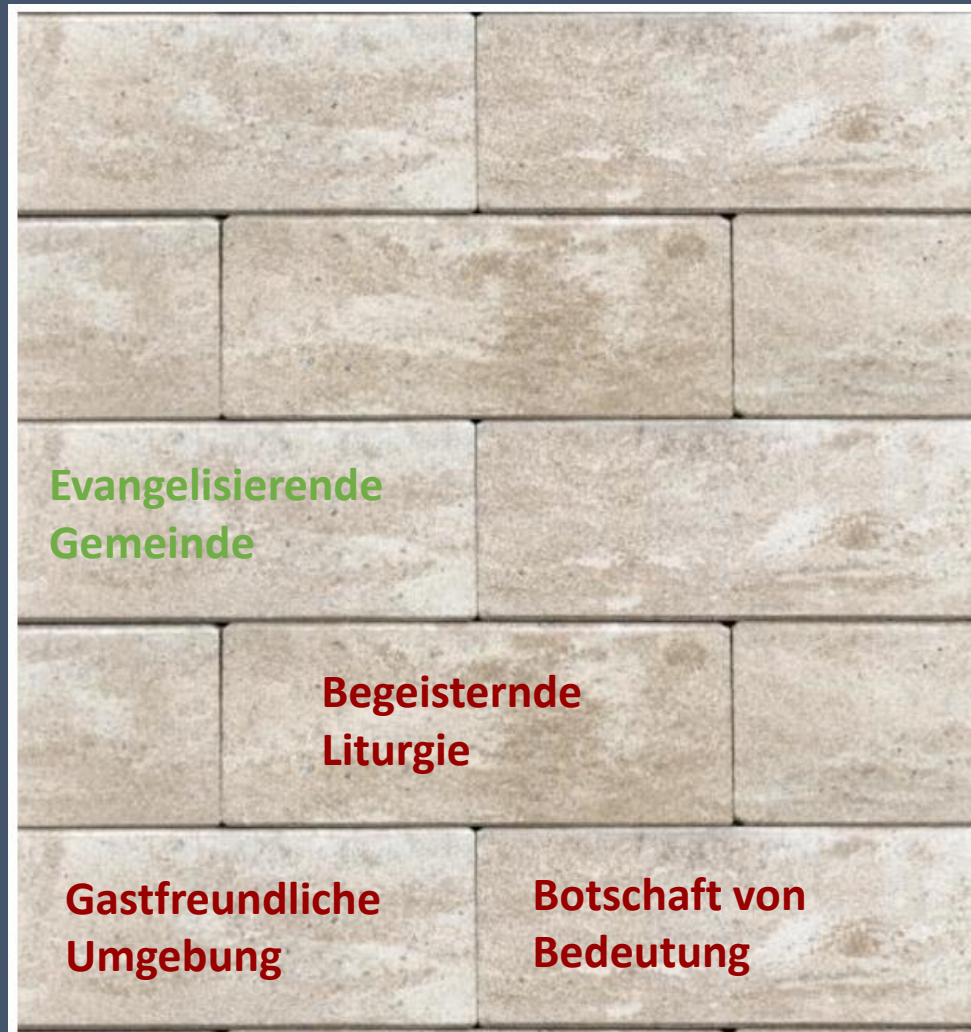 Evangelisierende
Gemeinde
Begeisternde
Liturgie
Gastfreundliche
Umgebung
Botschaft von
Bedeutung